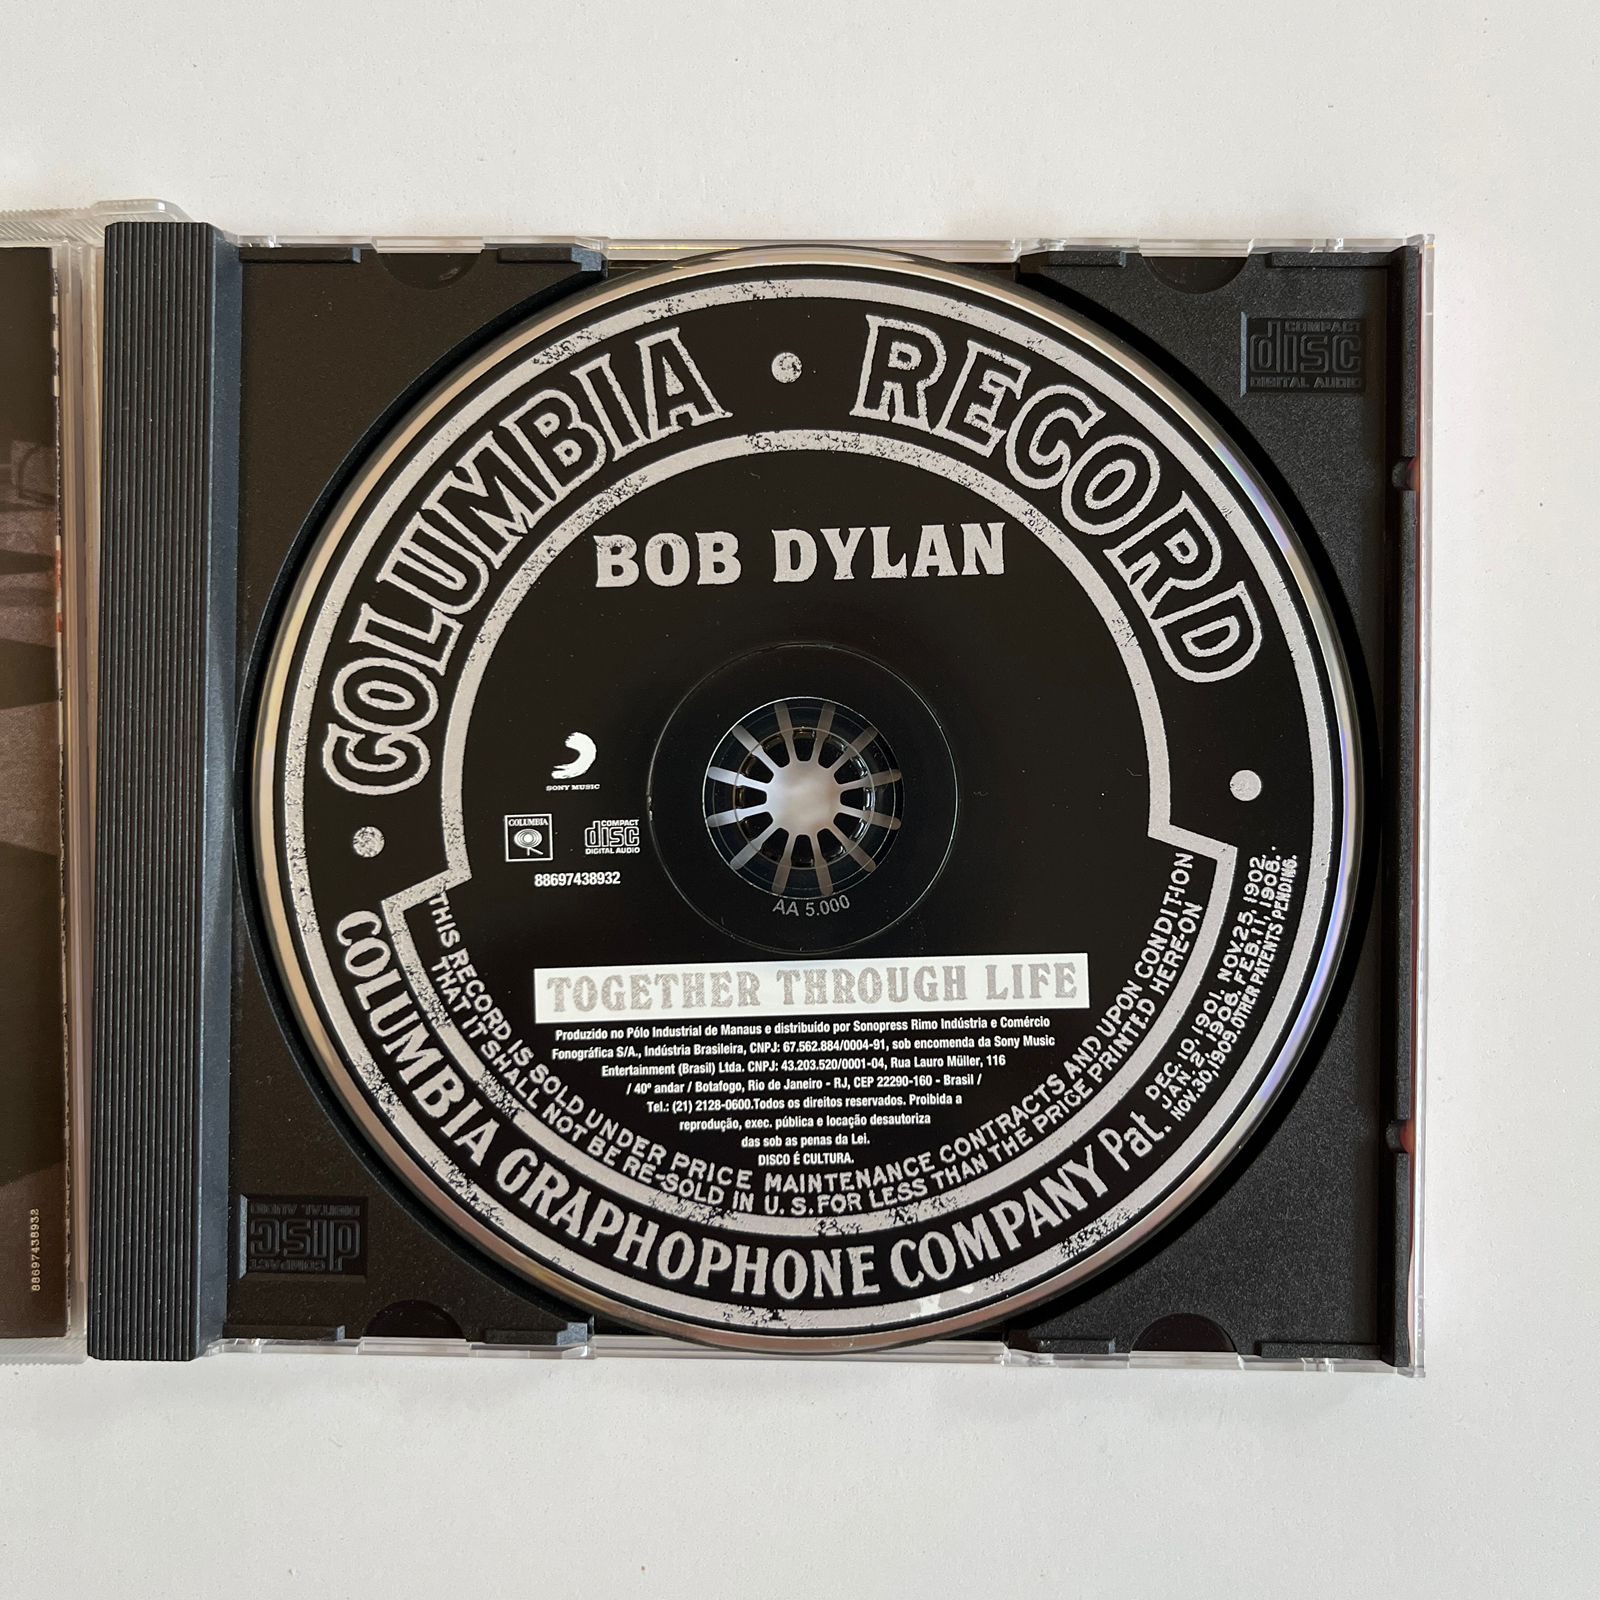 COLUMBIA • RECORD
BOB DYLAN
SONY MUSIC
COLUMBIA
COMPACT
disc
DIGITAL AUDIO
88697438932
AA 5.000
TOGETHER THROUGH LIFE
Produzido no Pólo Industrial de Manaus e distribuído por Sonopress Rimo Indústria e Comércio
Fonográfica S/A., Indústria Brasileira, CNPJ: 67.562.884/0004-91, sob encomenda da Sony Music
Entertainment (Brasil) Ltda. CNPJ: 43.203.520/0001-04, Rua Lauro Müller, 116
/ 40º andar / Botafogo, Rio de Janeiro - RJ, CEP 22290-160 - Brasil /
Tel.: (21) 2128-0600.Todos os direitos reservados. Proibida a
reprodução, exec. pública e locação desautoriza
das sob as penas da Lei.
DISCO É CULTURA.
THIS RECORD IS SOLD UNDER PRICE MAINTENANCE CONTRACTS AND UPON CONDITION
THAT IT SHALL NOT BE RE-SOLD IN U.S. FOR LESS THAN THE PRICE PRINTED HERE-ON
COLUMBIA GRAPHOPHONE COMPANY Pat.
DEC. 10, 1901, NOV. 25, 1902.
JAN. 2, 1906. FEB. 11, 1908.
NOV. 30, 1909. OTHER PATENTS PENDING.
COMPACT
disc
DIGITAL AUDIO
COMPACT
disc
DIGITAL AUDIO
88697438932